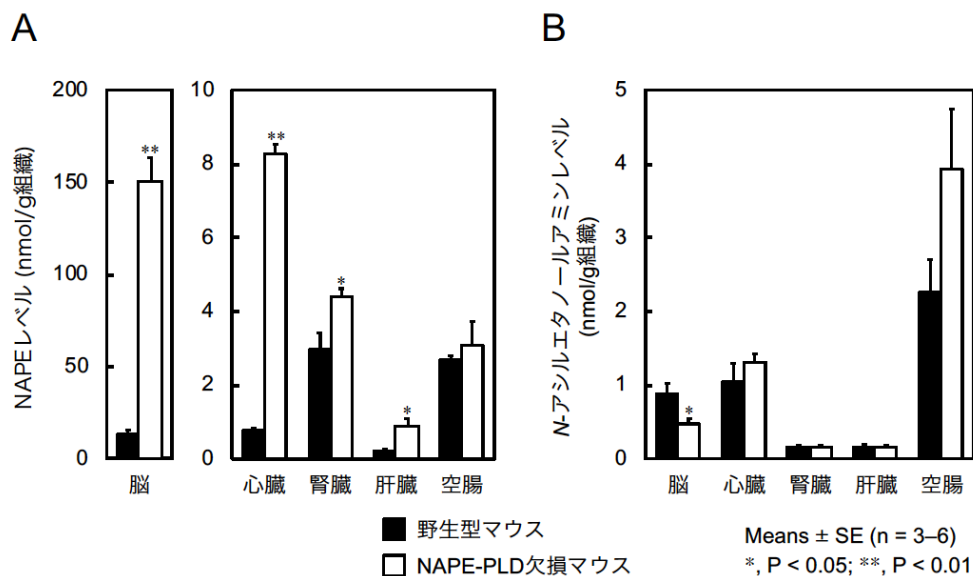 A
B
NAPEレベル (nmol/g組織)
200
150
100
50
0
**
脳
10
8
6
4
2
0
**
*
*
心臓
腎臓
肝臓
空腸
N-アシルエタノールアミンレベル
(nmol/g組織)
5
4
3
2
1
0
*
脳
心臓
腎臓
肝臓
空腸
野生型マウス
NAPE-PLD欠損マウス
Means ± SE (n = 3–6)
*, P < 0.05; **, P < 0.01